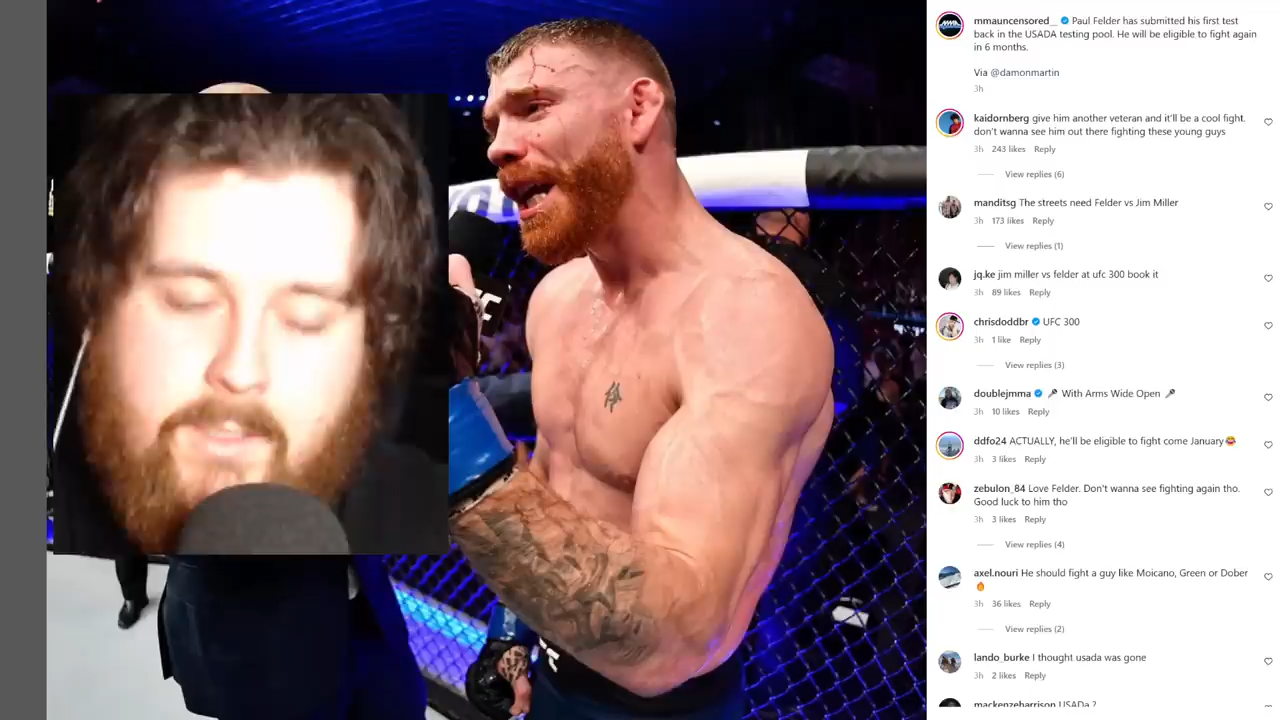 mmauncensored__ Paul Felder has submitted his first test
back in the USADA testing pool. He will be eligible to fight again
in 6 months.
Via @damonmartin
3h
kaidornberg give him another veteran and it'll be a cool fight.
don't wanna see him out there fighting these young guys
3h 243 likes Reply
View replies (6)
manditsg The streets need Felder vs Jim Miller
3h 173 likes Reply
View replies (1)
jq.ke jim miller vs felder at ufc 300 book it
3h 89 likes Reply
chrisdoddbr UFC 300
3h 1 like Reply
View replies (3)
doublejmma 🎤 With Arms Wide Open 🎤
3h 10 likes Reply
ddfo24 ACTUALLY, he'll be eligible to fight come January😂
3h 3 likes Reply
zebulon_84 Love Felder. Don't wanna see fighting again tho.
Good luck to him tho
3h 3 likes Reply
View replies (4)
axel.nouri He should fight a guy like Moicano, Green or Dober
🔥
3h 36 likes Reply
View replies (2)
lando_burke I thought usada was gone
3h 2 likes Reply
mackenzeharrison USADa ?